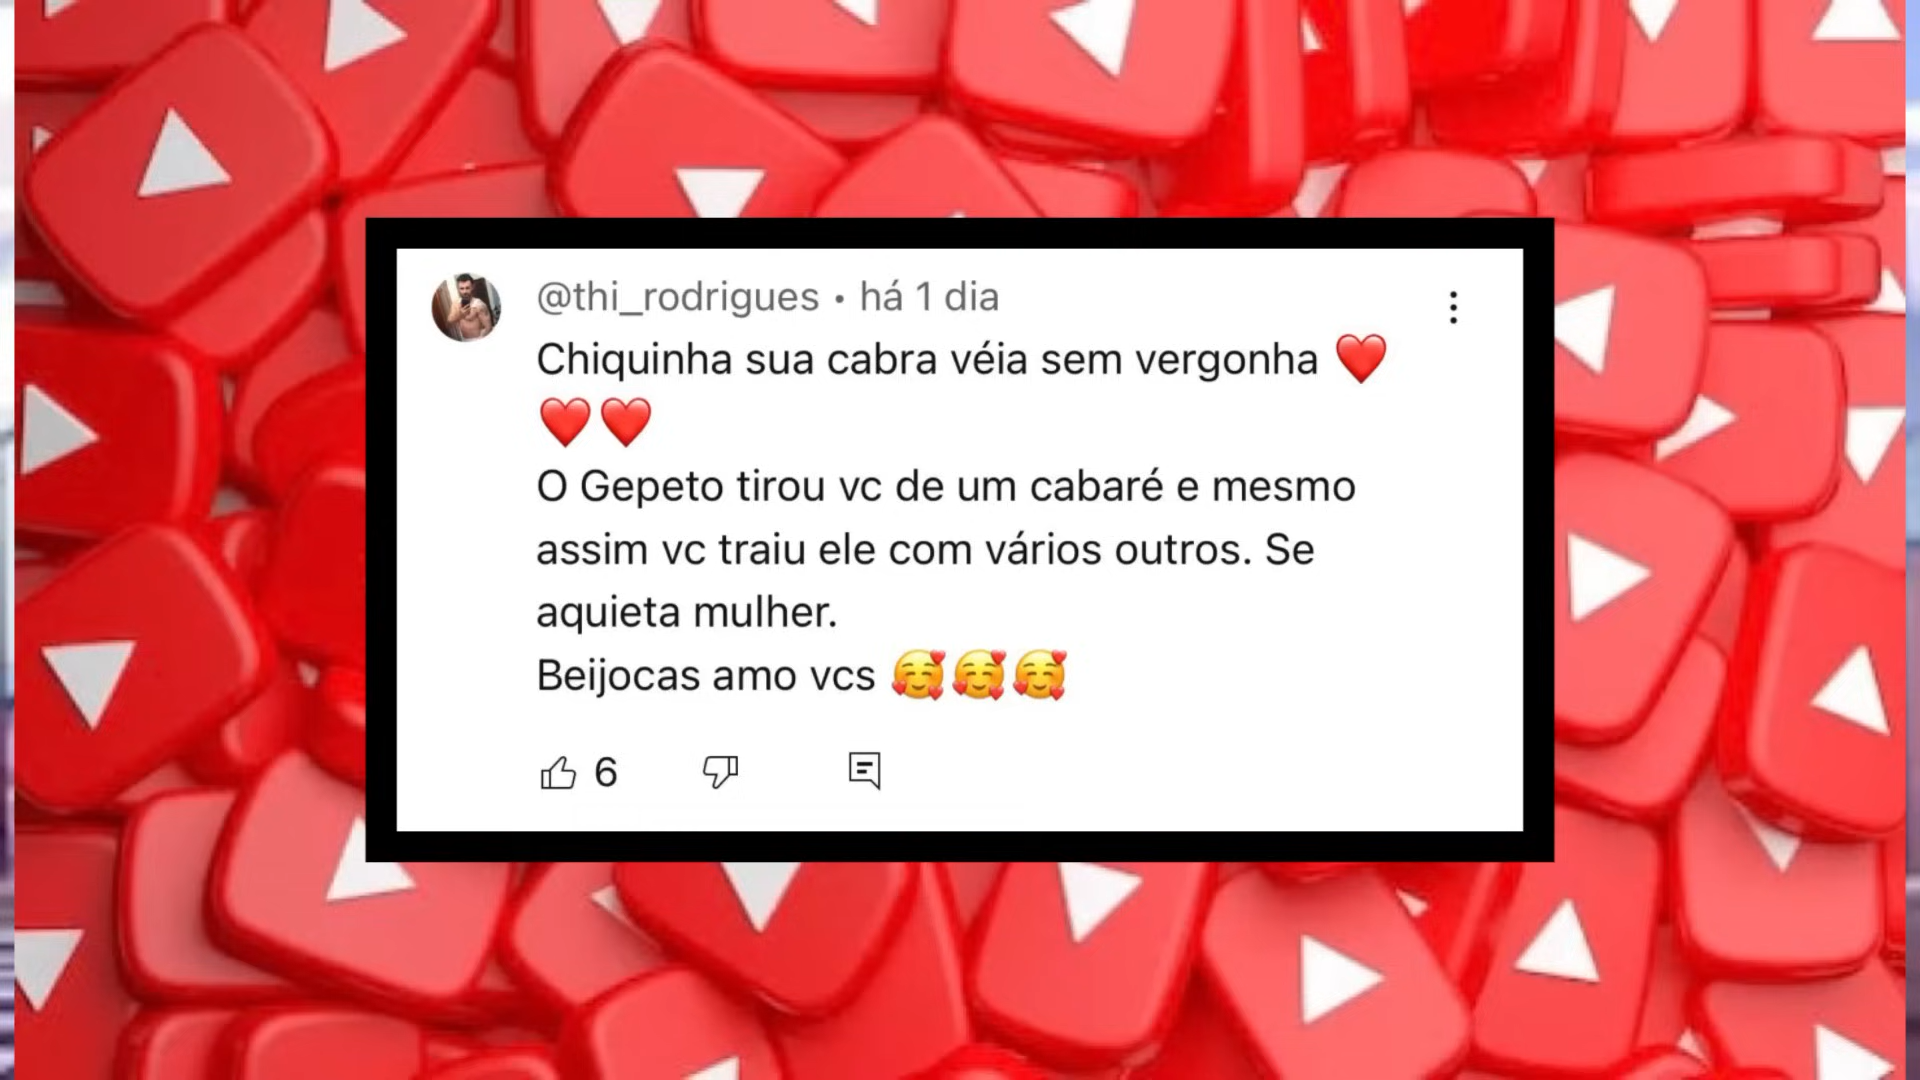 @thi_rodrigues • há 1 dia
Chiquinha sua cabra véia sem vergonha ❤️
❤️❤️
O Gepeto tirou vc de um cabaré e mesmo
assim vc traiu ele com vários outros. Se
aquieta mulher.
Beijocas amo vcs 🥰🥰🥰
6